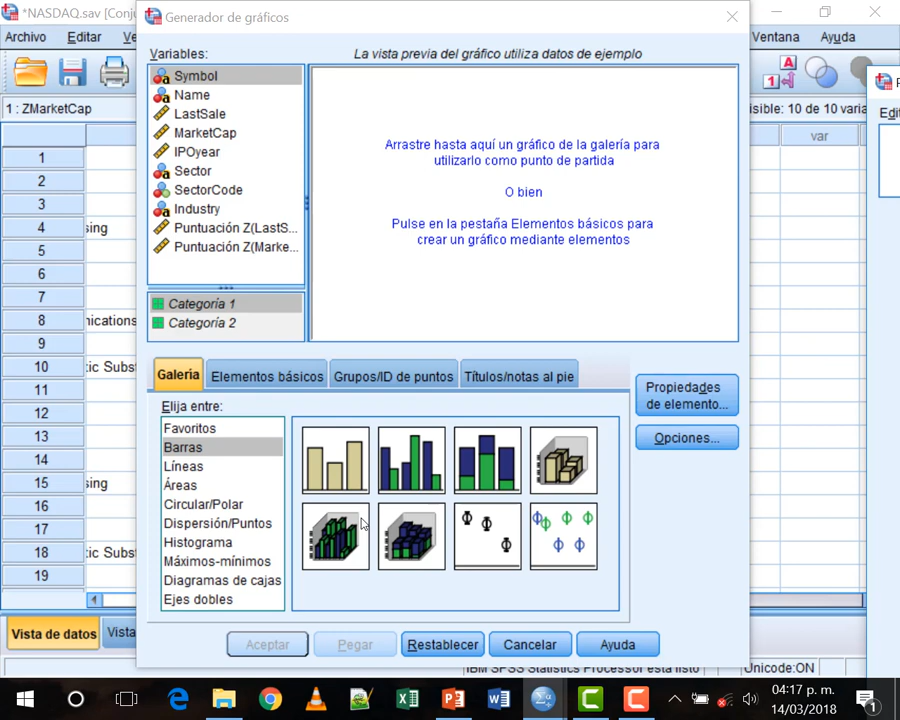 *NASDAQ.sav [Conj
Generador de gráficos
Archivo Editar Ve
Ventana Ayuda
Edit
1 : ZMarketCap
isible: 10 de 10 varia
var
Variables:
La vista previa del gráfico utiliza datos de ejemplo
Symbol
Name
LastSale
MarketCap
IPOyear
Sector
SectorCode
Industry
Puntuación Z(LastS...
Puntuación Z(Marke...
Categoría 1
Categoría 2
Arrastre hasta aquí un gráfico de la galería para
utilizarlo como punto de partida
O bien
Pulse en la pestaña Elementos básicos para
crear un gráfico mediante elementos
1
2
3
4 sing
5
6
7
8 nications
9
10 tic Subst
11
12
13
14
15 sing
16
17
18 tic Subst
19
Galería Elementos básicos Grupos/ID de puntos Títulos/notas al pie
Propiedades
de elemento...
Opciones...
Elija entre:
Favoritos
Barras
Líneas
Áreas
Circular/Polar
Dispersión/Puntos
Histograma
Máximos-mínimos
Diagramas de cajas
Ejes dobles
Aceptar Pegar Restablecer Cancelar Ayuda
Vista de datos Vista
IBM SPSS Statistics Processor está listo
Unicode:ON
04:17 p. m.
14/03/2018
1